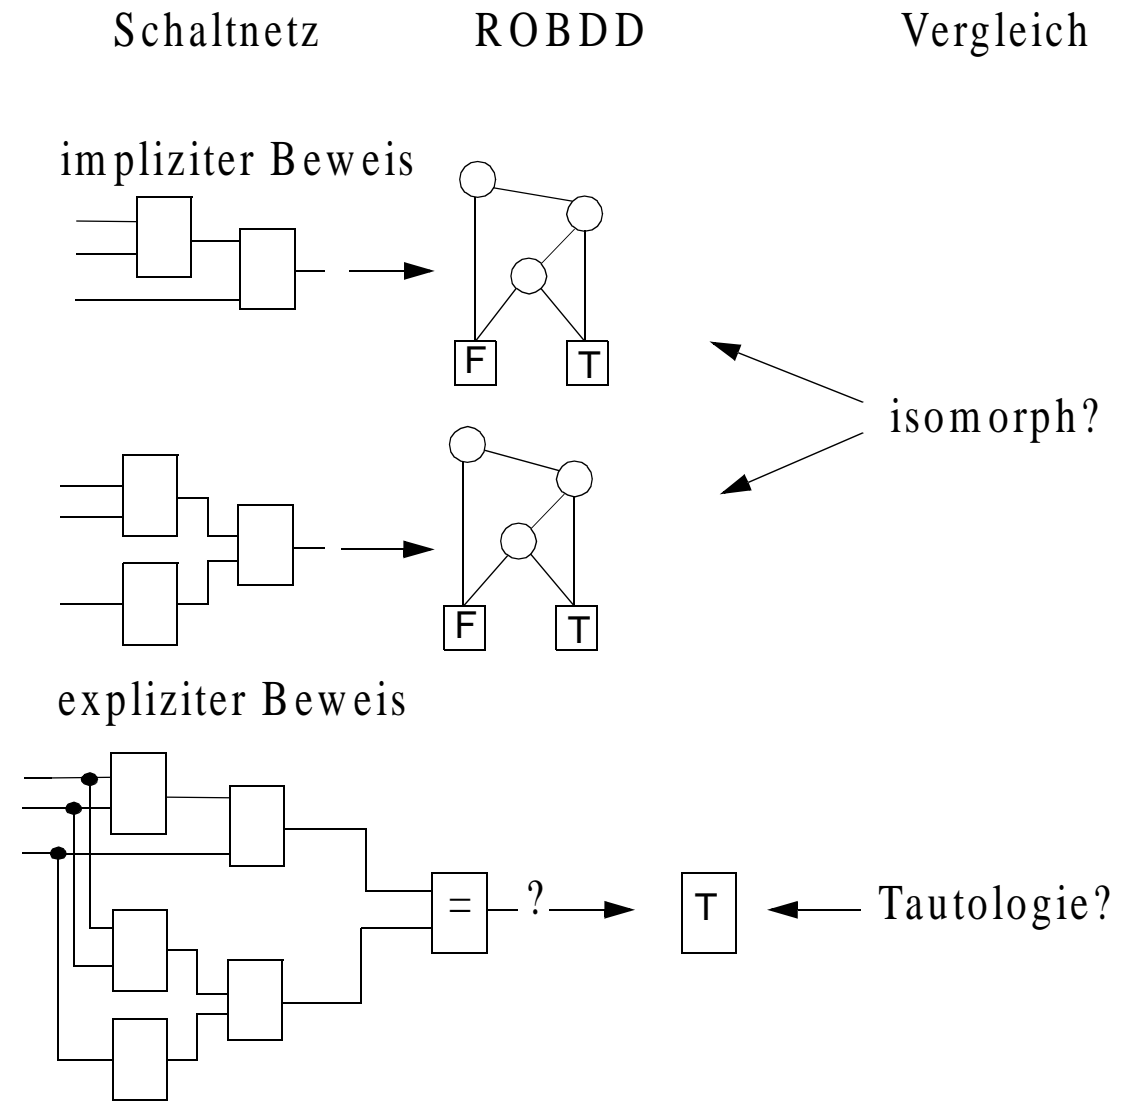 Schaltnetz ROBDD Vergleich
impliziter Beweis
F T
isomorph?
F T
expliziter Beweis
= ? T Tautologie?